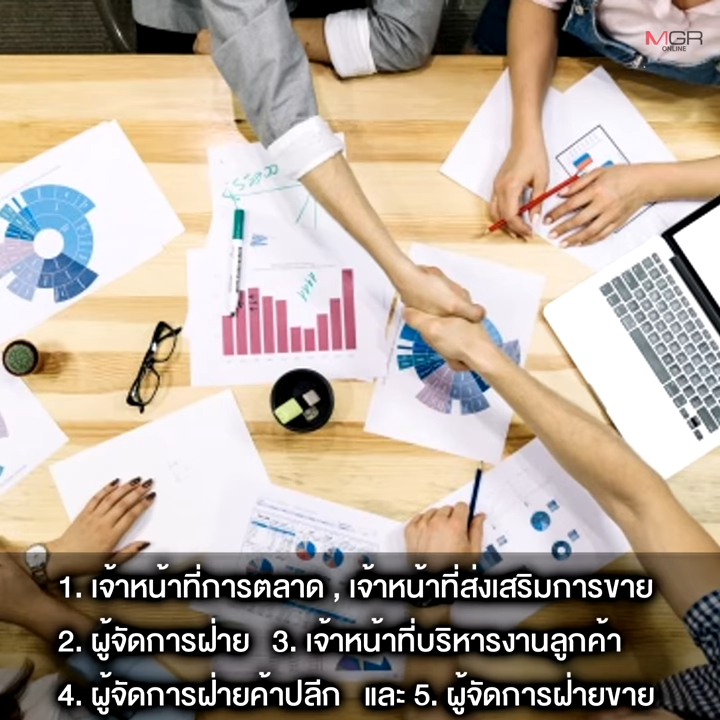 MGR
ONLINE
1. เจ้าหน้าที่การตลาด , เจ้าหน้าที่ส่งเสริมการขาย
2. ผู้จัดการฝ่าย 3. เจ้าหน้าที่บริหารงานลูกค้า
4. ผู้จัดการฝ่ายค้าปลีก และ 5. ผู้จัดการฝ่ายขาย